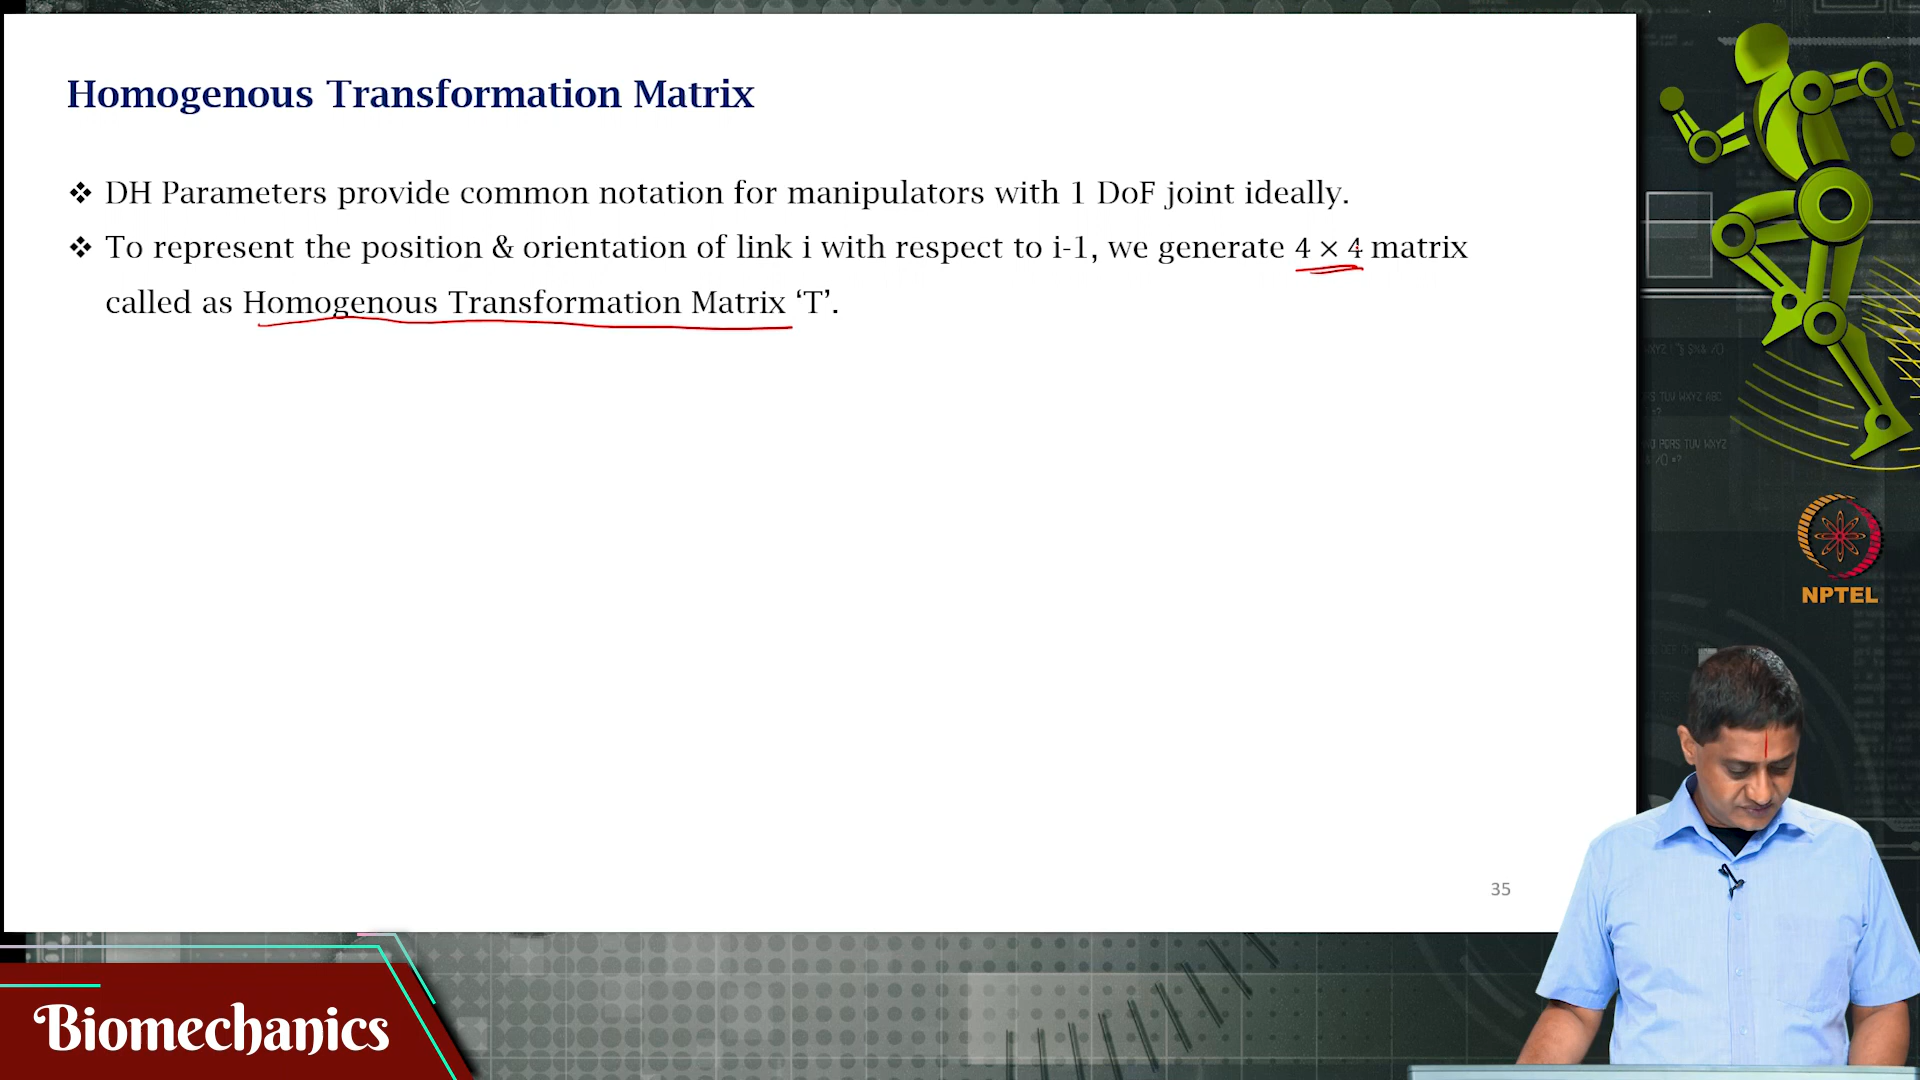 Homogenous Transformation Matrix
❖ DH Parameters provide common notation for manipulators with 1 DoF joint ideally.
❖ To represent the position & orientation of link i with respect to i-1, we generate 4 × 4 matrix
called as Homogenous Transformation Matrix ‘T’.
NPTEL
35
Biomechanics